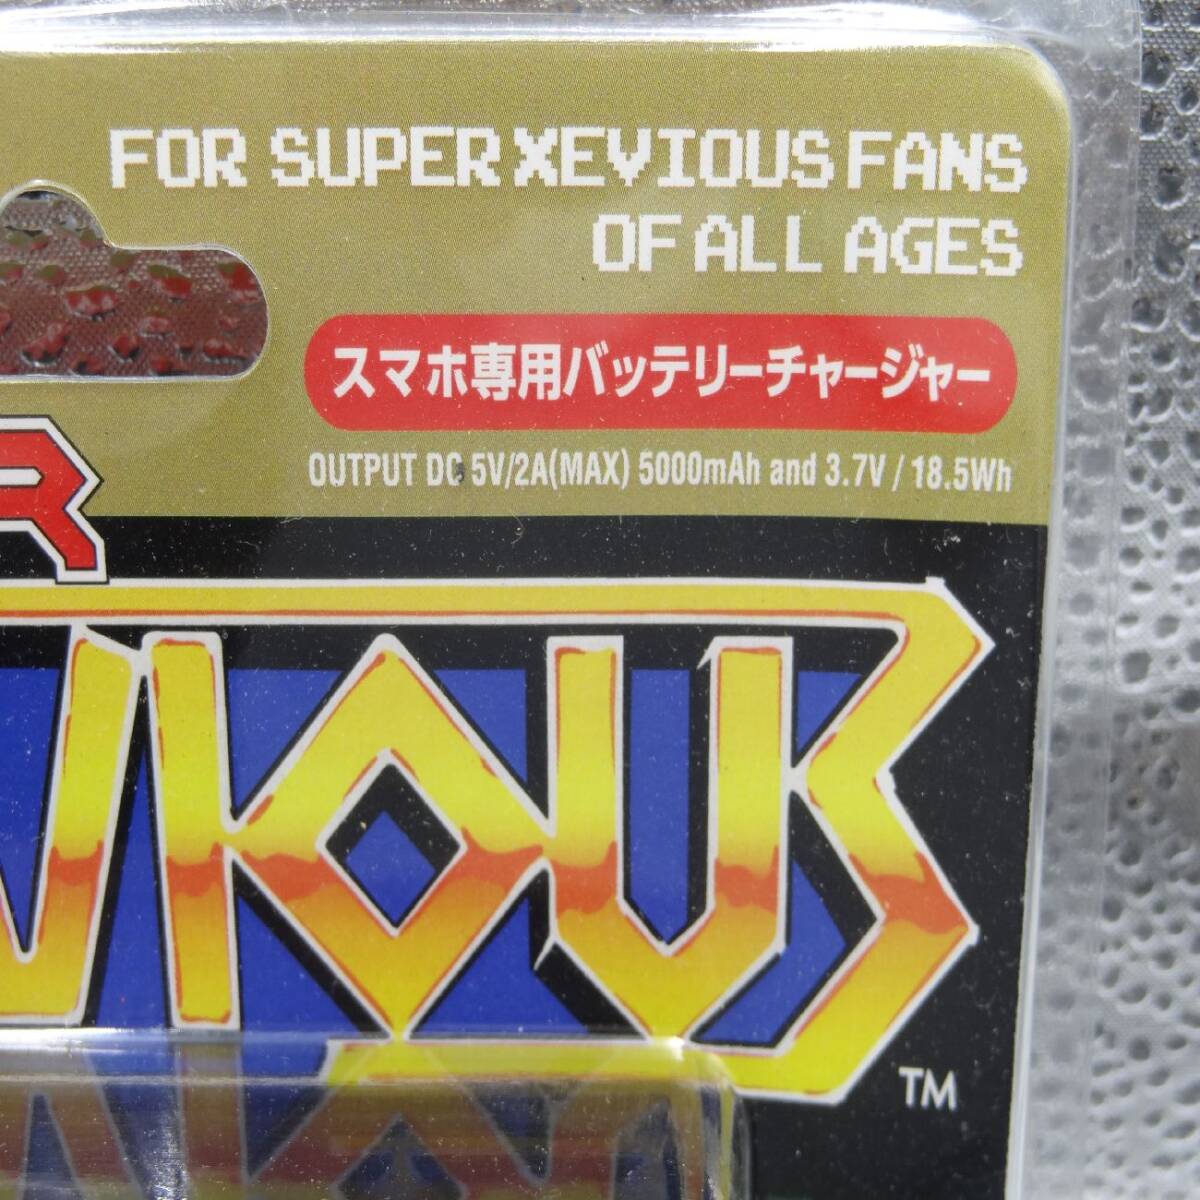 FOR SUPER XEVIOUS FANS
OF ALL AGES
スマホ専用バッテリーチャージャー
OUTPUT DC 5V/2A(MAX) 5000mAh and 3.7V / 18.5Wh
R
VIOUS
TM